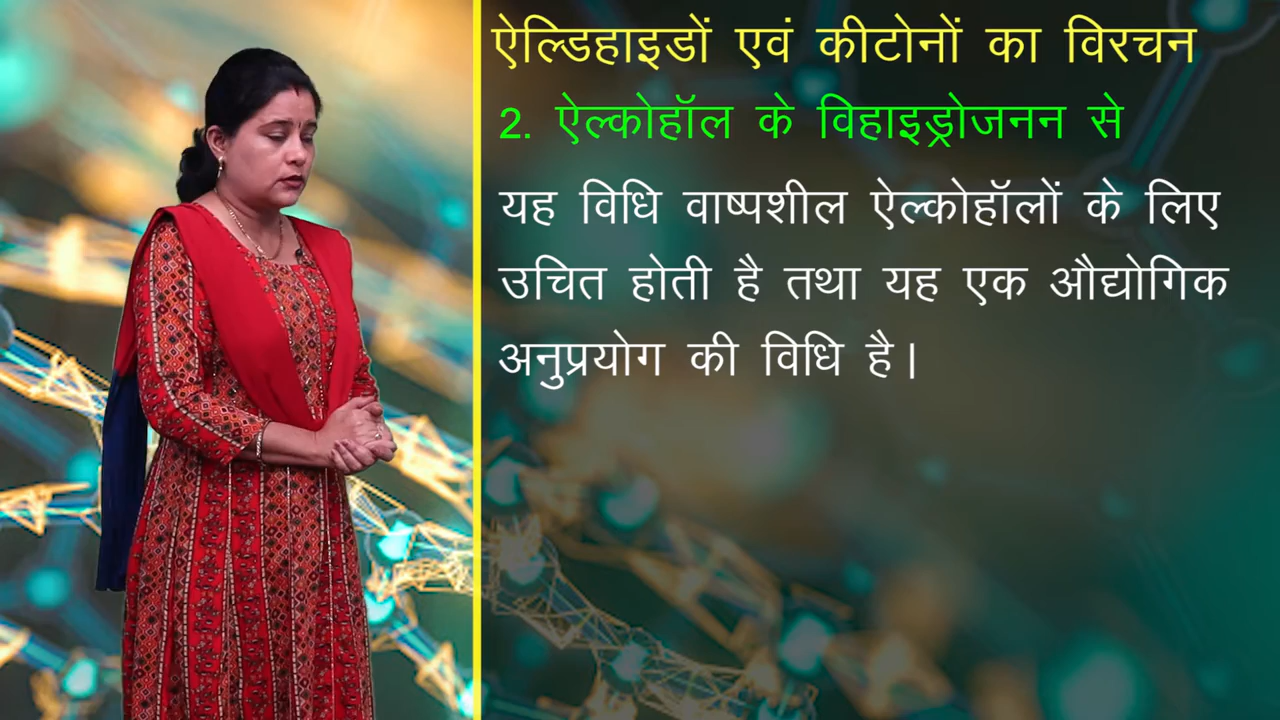 ऐल्डिहाइडों एवं कीटोनों का विरचन
2. ऐल्कोहॉल के विहाइड्रोजनन से
यह विधि वाष्पशील ऐल्कोहॉलों के लिए
उचित होती है तथा यह एक औद्योगिक
अनुप्रयोग की विधि है।